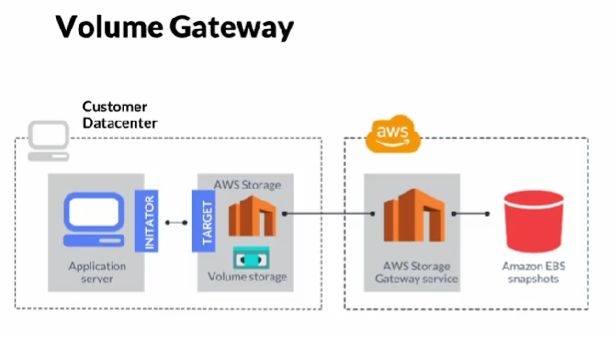 Volume Gateway
Customer
Datacenter
aws
INITATOR
TARGET
AWS Storage
Volume storage
Application
server
AWS Storage
Gateway service
Amazon EBS
snapshots